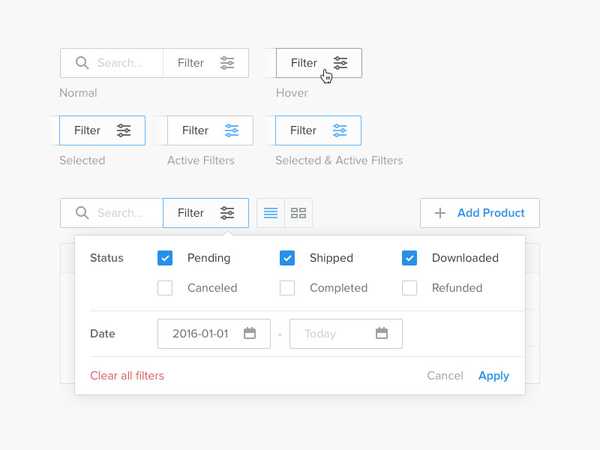 Search... Filter Filter
Normal Hover
Filter Filter Filter
Selected Active Filters Selected & Active Filters
Search... Filter Add Product
Status Pending Shipped Downloaded
Canceled Completed Refunded
Date 2016-01-01 - Today
Clear all filters Cancel Apply